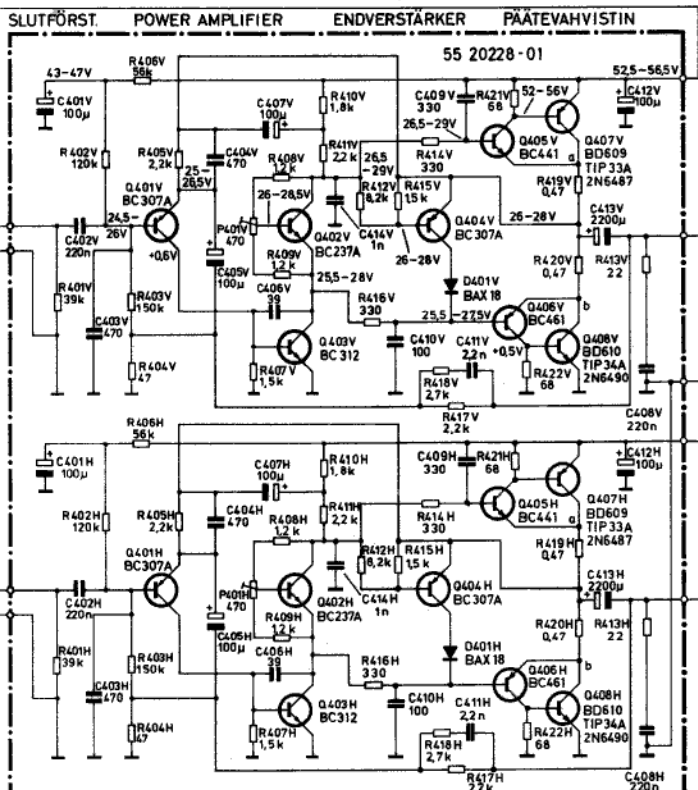 SLUTFÖRST. POWER AMPLIFIER ENDVERSTÄRKER PÄÄTEVAHVISTIN
55 20228-01
43-47V
R406V
56k
52,5-56,5V
C401V
100µ
C407V
100µ
R410V
1,8k
C409V
330
R421V
68
52-56V
C412V
100µ
R402V
120k
R405V
2,2k
C404V
470
R411V
2,2k
26,5-29V
Q405V
BC441
a
Q407V
BD609
TIP 33A
2N6487
R408V
1,2k
26,5
-29V
R414V
330
Q401V
BC307A
25-
26,5V
26-28,5V
R412V
8,2k
R415V
1,5k
R419V
0,47
24,5-
26V
P401V
470
Q402V
BC237A
C414V
1n
26-28V
Q404V
BC307A
26-28V
C413V
2200µ
C402V
220n
+0,6V
C405V
100µ
R409V
1,2k
25,5-28V
D401V
BAX 18
R420V
0,47
R413V
22
R401V
39k
R403V
150k
C406V
39
R416V
330
25,5-27,5V
Q406V
BC461
b
C403V
470
Q403V
BC 312
C410V
100
C411V
2,2n
+0,5V
Q408V
BD610
TIP34A
2N6490
R404V
47
R407V
1,5k
R418V
2,7k
R422V
68
R417V
2,2k
C408V
220n
R406H
56k
C401H
100µ
C407H
100µ
R410H
1,8k
C409H
330
R421H
68
C412H
100µ
R402H
120k
R405H
2,2k
C404H
470
R411H
2,2k
Q405H
BC441
a
Q407H
BD609
TIP33A
2N6487
R408H
1,2k
R414H
330
Q401H
BC307A
R412H
8,2k
R415H
1,5k
R419H
0,47
P401H
470
Q402H
BC237A
C414H
1n
Q404H
BC307A
C413H
2200µ
C402H
220n
C405H
100µ
R409H
1,2k
D401H
BAX 18
R420H
0,47
R413H
22
R401H
39k
R403H
150k
C406H
39
R416H
330
Q406H
BC461
b
C403H
470
Q403H
BC312
C410H
100
C411H
2,2n
Q408H
BD610
TIP34A
2N6490
R404H
47
R407H
1,5k
R418H
2,7k
R422H
68
R417H
C408H
220n